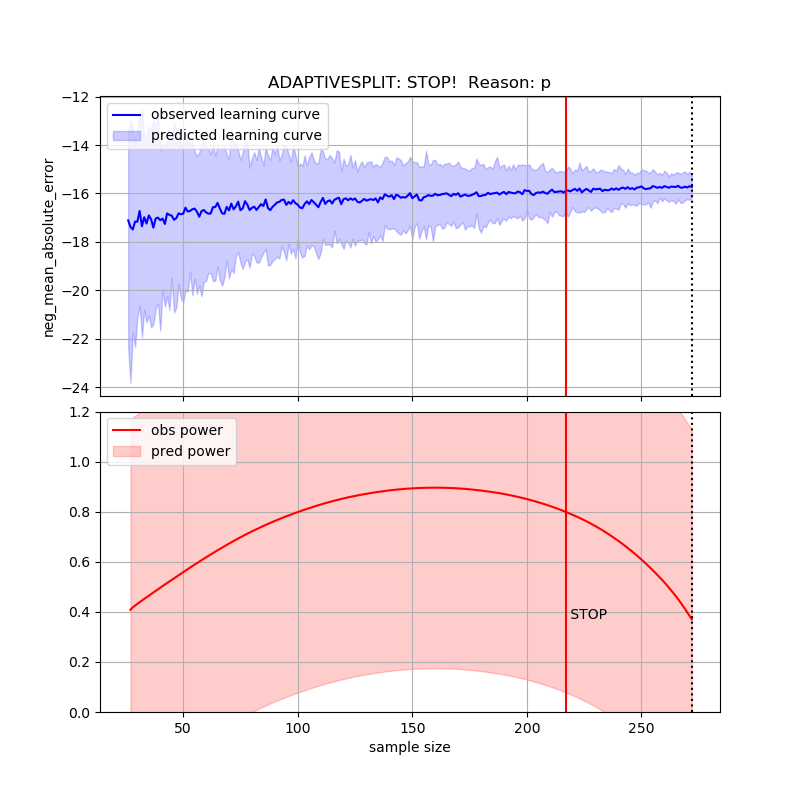 ADAPTIVESPLIT: STOP!  Reason: p
observed learning curve
predicted learning curve
neg_mean_absolute_error
−12
−14
−16
−18
−20
−22
−24
obs power
pred power
1.2
1.0
0.8
0.6
0.4
0.2
0.0
STOP
50 100 150 200 250
sample size